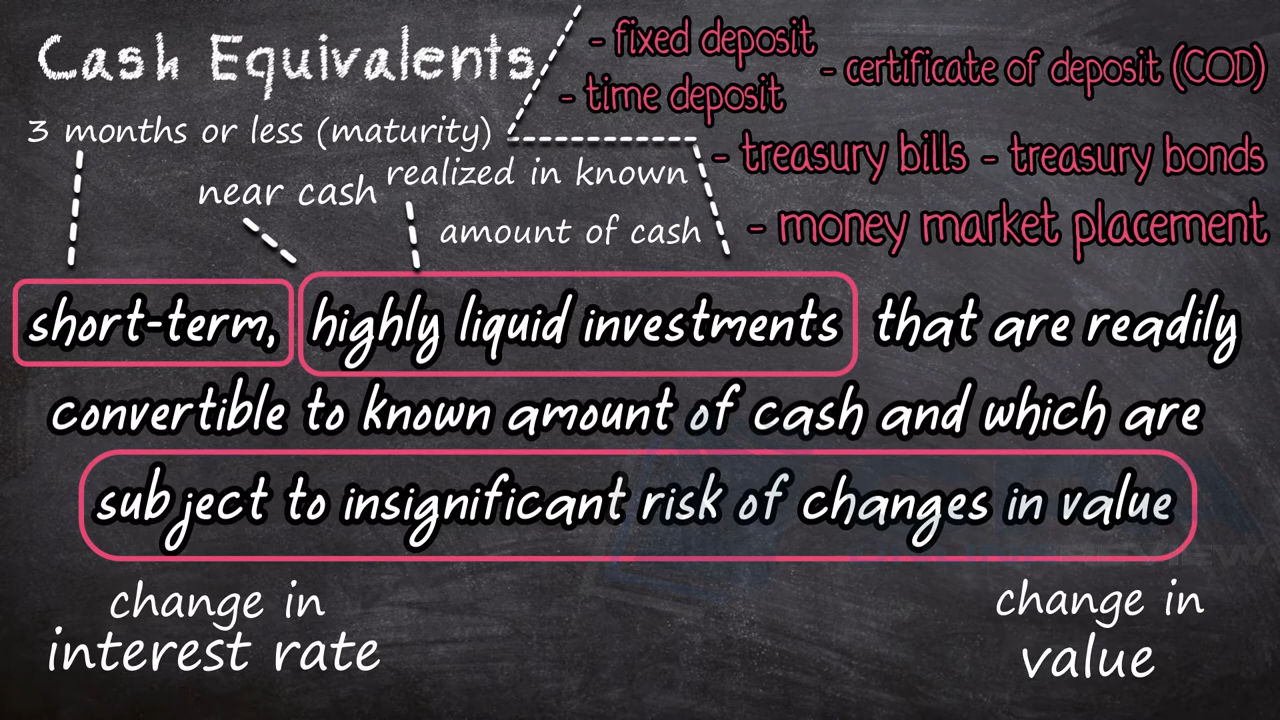 Cash Equivalents
- fixed deposit
- time deposit
- certificate of deposit (COD)
3 months or less (maturity)
near cash
realized in known
amount of cash
- treasury bills - treasury bonds
- money market placement
short-term, highly liquid investments that are readily
convertible to known amount of cash and which are
subject to insignificant risk of changes in value
change in
interest rate
change in
value